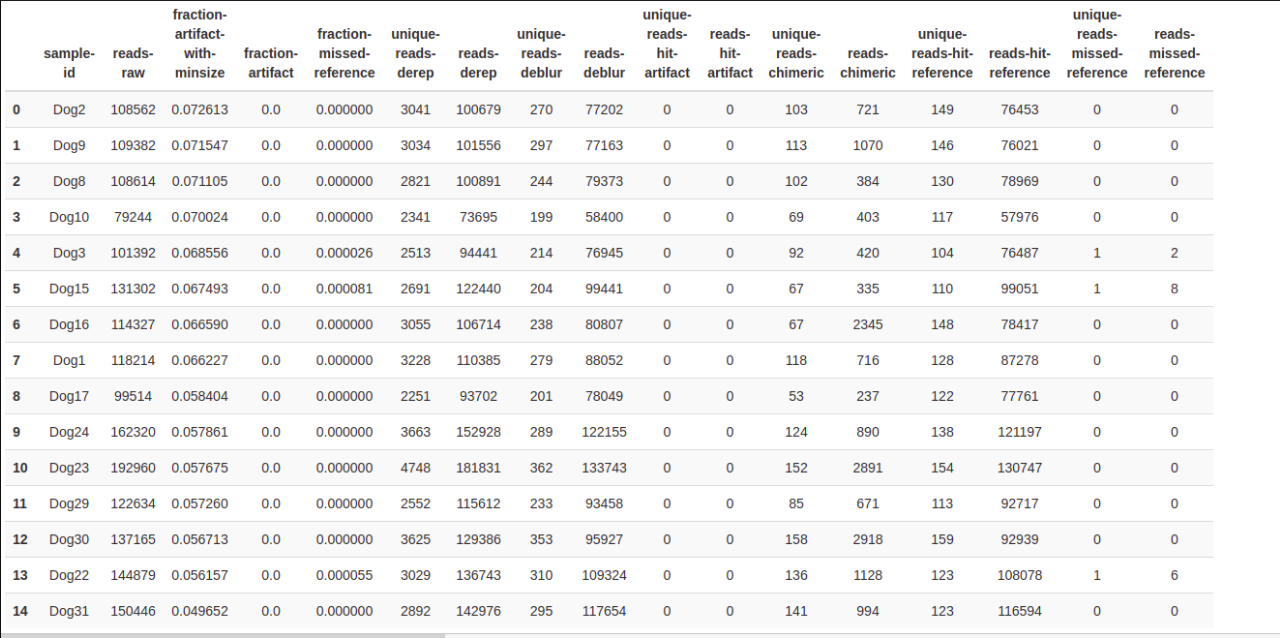 sample-id reads-raw fraction-artifact-with-minsize fraction-artifact fraction-missed-reference unique-reads-derep reads-derep unique-reads-deblur reads-deblur unique-reads-hit-artifact reads-hit-artifact unique-reads-chimeric reads-chimeric unique-reads-hit-reference reads-hit-reference unique-reads-missed-reference reads-missed-reference
0 Dog2 108562 0.072613 0.0 0.000000 3041 100679 270 77202 0 0 103 721 149 76453 0 0
1 Dog9 109382 0.071547 0.0 0.000000 3034 101556 297 77163 0 0 113 1070 146 76021 0 0
2 Dog8 108614 0.071105 0.0 0.000000 2821 100891 244 79373 0 0 102 384 130 78969 0 0
3 Dog10 79244 0.070024 0.0 0.000000 2341 73695 199 58400 0 0 69 403 117 57976 0 0
4 Dog3 101392 0.068556 0.0 0.000026 2513 94441 214 76945 0 0 92 420 104 76487 1 2
5 Dog15 131302 0.067493 0.0 0.000081 2691 122440 204 99441 0 0 67 335 110 99051 1 8
6 Dog16 114327 0.066590 0.0 0.000000 3055 106714 238 80807 0 0 67 2345 148 78417 0 0
7 Dog1 118214 0.066227 0.0 0.000000 3228 110385 279 88052 0 0 118 716 128 87278 0 0
8 Dog17 99514 0.058404 0.0 0.000000 2251 93702 201 78049 0 0 53 237 122 77761 0 0
9 Dog24 162320 0.057861 0.0 0.000000 3663 152928 289 122155 0 0 124 890 138 121197 0 0
10 Dog23 192960 0.057675 0.0 0.000000 4748 181831 362 133743 0 0 152 2891 154 130747 0 0
11 Dog29 122634 0.057260 0.0 0.000000 2552 115612 233 93458 0 0 85 671 113 92717 0 0
12 Dog30 137165 0.056713 0.0 0.000000 3625 129386 353 95927 0 0 158 2918 159 92939 0 0
13 Dog22 144879 0.056157 0.0 0.000055 3029 136743 310 109324 0 0 136 1128 123 108078 1 6
14 Dog31 150446 0.049652 0.0 0.000000 2892 142976 295 117654 0 0 141 994 123 116594 0 0